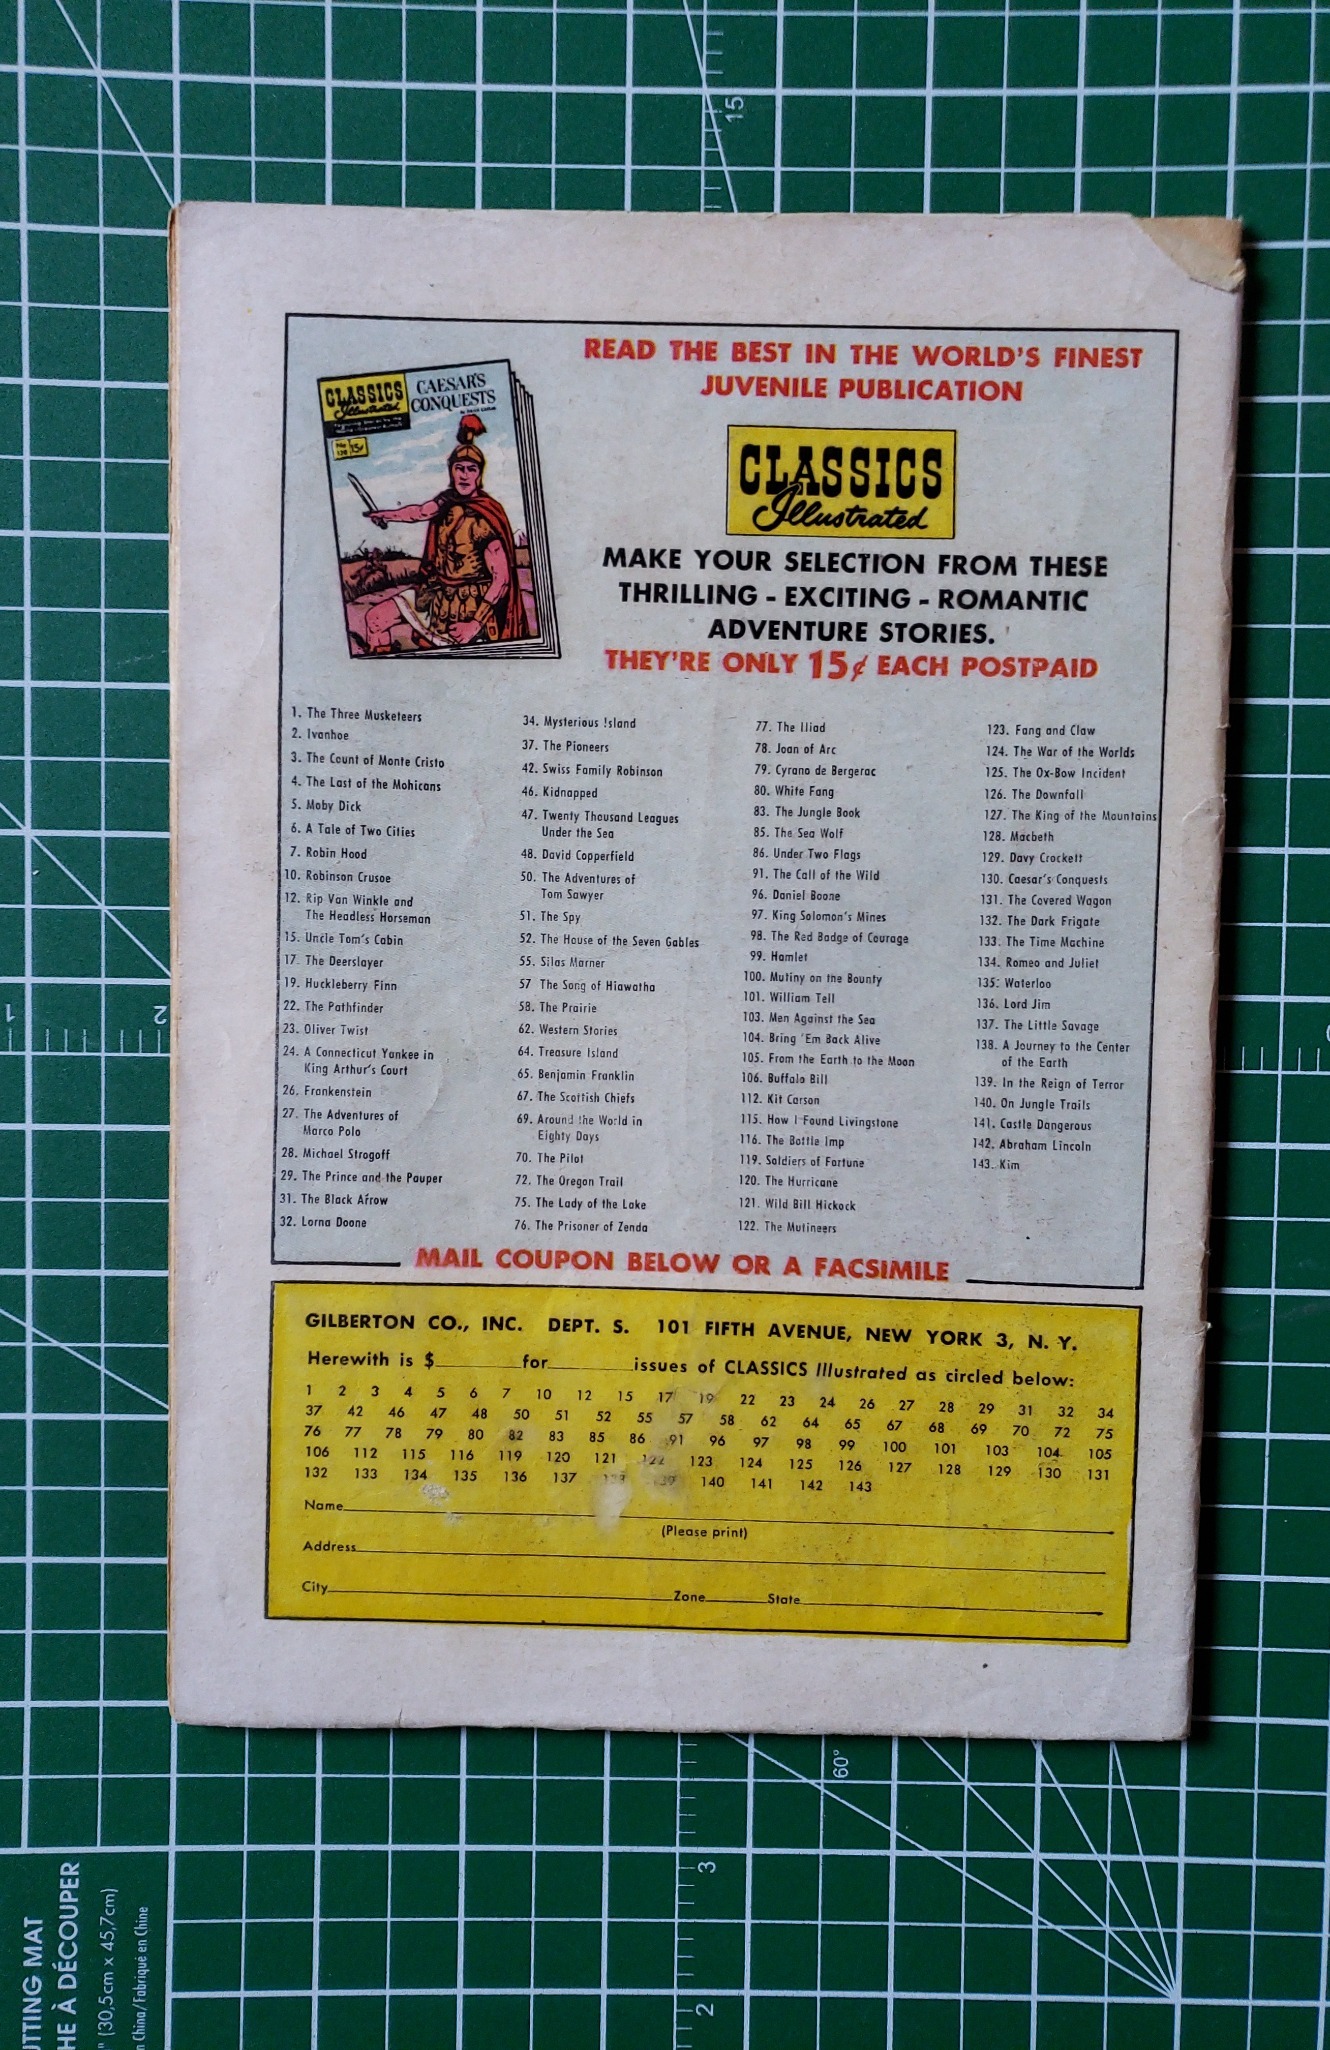 15
READ THE BEST IN THE WORLD'S FINEST
JUVENILE PUBLICATION
CLASSICS
Illustrated
CAESAR'S
CONQUESTS
No
130
15¢
CLASSICS
Illustrated
MAKE YOUR SELECTION FROM THESE
THRILLING - EXCITING - ROMANTIC
ADVENTURE STORIES.
THEY'RE ONLY 15¢ EACH POSTPAID
1. The Three Musketeers
2. Ivanhoe
3. The Count of Monte Cristo
4. The Last of the Mohicans
5. Moby Dick
6. A Tale of Two Cities
7. Robin Hood
10. Robinson Crusoe
12. Rip Van Winkle and
The Headless Horseman
15. Uncle Tom's Cabin
17. The Deerslayer
19. Huckleberry Finn
22. The Pathfinder
23. Oliver Twist
24. A Connecticut Yankee in
King Arthur's Court
26. Frankenstein
27. The Adventures of
Marco Polo
28. Michael Strogoff
29. The Prince and the Pauper
31. The Black Arrow
32. Lorna Doone
34. Mysterious Island
37. The Pioneers
42. Swiss Family Robinson
46. Kidnapped
47. Twenty Thousand Leagues
Under the Sea
48. David Copperfield
50. The Adventures of
Tom Sawyer
51. The Spy
52. The House of the Seven Gables
55. Silas Marner
57 The Song of Hiawatha
58. The Prairie
62. Western Stories
64. Treasure Island
65. Benjamin Franklin
67. The Scottish Chiefs
69. Around the World in
Eighty Days
70. The Pilot
72. The Oregon Trail
75. The Lady of the Lake
76. The Prisoner of Zenda
77. The Iliad
78. Joan of Arc
79. Cyrano de Bergerac
80. White Fang
83. The Jungle Book
85. The Sea Wolf
86. Under Two Flags
91. The Call of the Wild
96. Daniel Boone
97. King Solomon's Mines
98. The Red Badge of Courage
99. Hamlet
100. Mutiny on the Bounty
101. William Tell
103. Men Against the Sea
104. Bring 'Em Back Alive
105. From the Earth to the Moon
106. Buffalo Bill
112. Kit Carson
115. How I Found Livingstone
116. The Bottle Imp
119. Soldiers of Fortune
120. The Hurricane
121. Wild Bill Hickock
122. The Mutineers
123. Fang and Claw
124. The War of the Worlds
125. The Ox-Bow Incident
126. The Downfall
127. The King of the Mountains
128. Macbeth
129. Davy Crockett
130. Caesar's Conquests
131. The Covered Wagon
132. The Dark Frigate
133. The Time Machine
134. Romeo and Juliet
135. Waterloo
136. Lord Jim
137. The Little Savage
138. A Journey to the Center
of the Earth
139. In the Reign of Terror
140. On Jungle Trails
141. Castle Dangerous
142. Abraham Lincoln
143. Kim
MAIL COUPON BELOW OR A FACSIMILE
GILBERTON CO., INC. DEPT. S. 101 FIFTH AVENUE, NEW YORK 3, N. Y.
Herewith is $ for issues of CLASSICS Illustrated as circled below:
1 2 3 4 5 6 7 10 12 15 17 19 22 23 24 26 27 28 29 31 32 34
37 42 46 47 48 50 51 52 55 57 58 62 64 65 67 68 69 70 72 75
76 77 78 79 80 82 83 85 86 91 96 97 98 99 100 101 103 104 105
106 112 115 116 119 120 121 122 123 124 125 126 127 128 129 130 131
132 133 134 135 136 137 138 139 140 141 142 143
Name
(Please print)
Address
City Zone State
1
2
60°
3
2
UTTING MAT
HE À DÉCOUPER
" (30,5cm x 45,7cm)
n China/Fabriqué en Chine